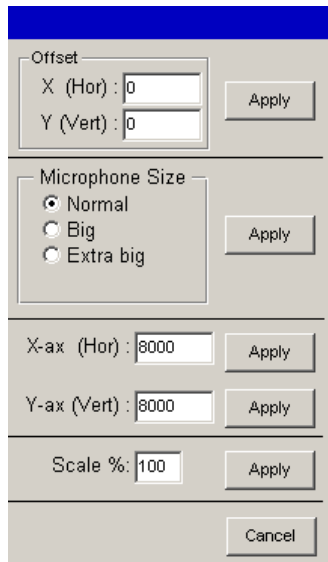 Offset
X (Hor) : 0
Apply
Y (Vert) : 0
Microphone Size
Normal
Big
Apply
Extra big
X-ax (Hor) : 8000
Apply
Y-ax (Vert) : 8000
Apply
Scale %: 100
Apply
Cancel